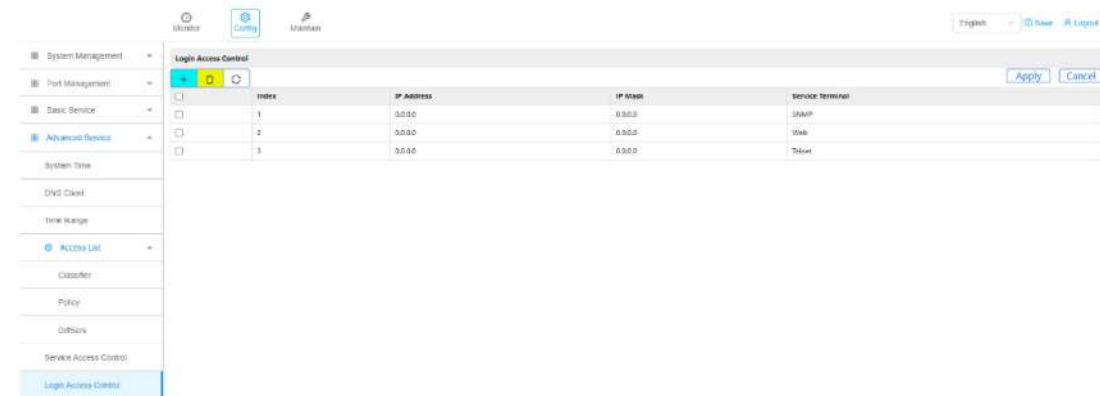 Monitor Config Maintain English Save Logout
System Management
Port Management
Basic Service
Advanced Service
System Time
DNS Client
Time Range
Access List
Classifier
Policy
DiffServ
Service Access Control
Login Access Control
Login Access Control
Apply Cancel
Index IP Address IP Mask Service Terminal
1 0.0.0.0 0.0.0.0 SNMP
2 0.0.0.0 0.0.0.0 Web
3 0.0.0.0 0.0.0.0 Telnet